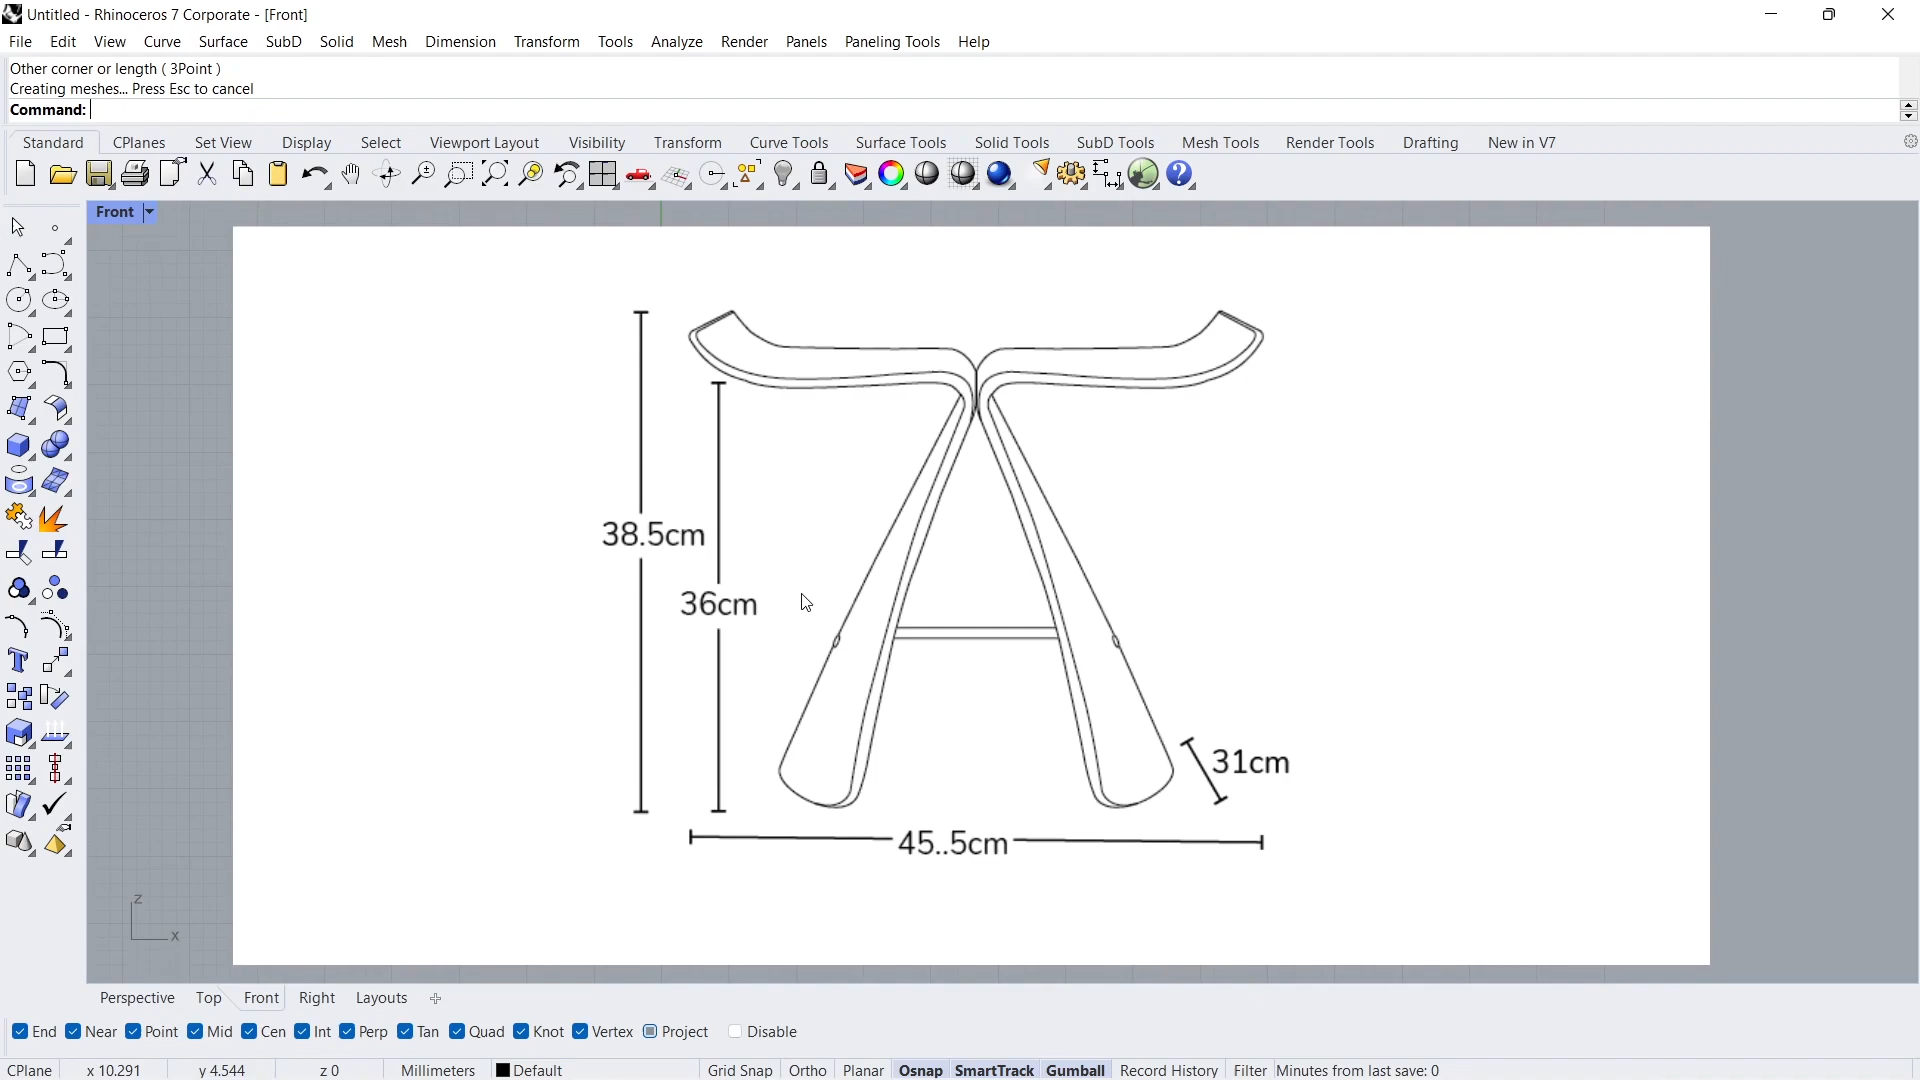 Untitled - Rhinoceros 7 Corporate - [Front]
File Edit View Curve Surface SubD Solid Mesh Dimension Transform Tools Analyze Render Panels Paneling Tools Help
Other corner or length ( 3Point )
Creating meshes... Press Esc to cancel
Command:
Standard CPlanes Set View Display Select Viewport Layout Visibility Transform Curve Tools Surface Tools Solid Tools SubD Tools Mesh Tools Render Tools Drafting New in V7
Front
38.5cm
36cm
31cm
45..5cm
z
x
Perspective Top Front Right Layouts
End Near Point Mid Cen Int Perp Tan Quad Knot Vertex Project Disable
CPlane x 10.291 y 4.544 z 0 Millimeters Default Grid Snap Ortho Planar Osnap SmartTrack Gumball Record History Filter Minutes from last save: 0